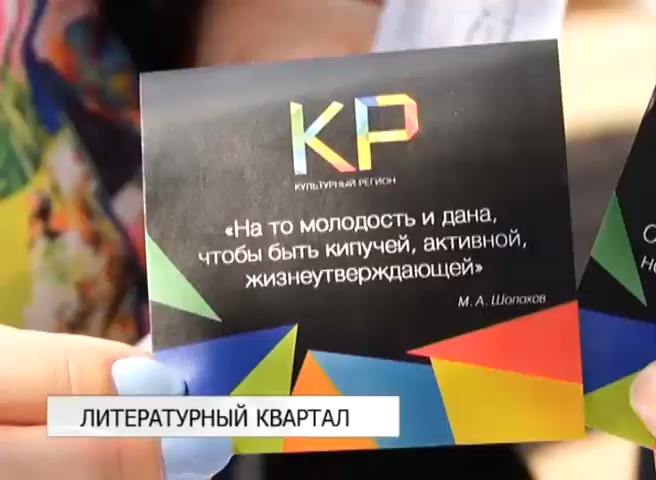 КР
КУЛЬТУРНЫЙ РЕГИОН
«На то молодость и дана,
чтобы быть кипучей, активной,
жизнеутверждающей»
М. А. Шолохов
ЛИТЕРАТУРНЫЙ КВАРТАЛ